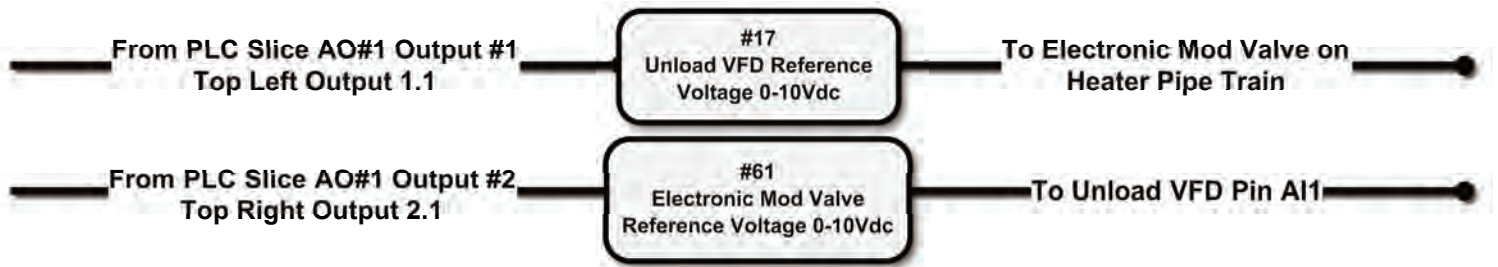 From PLC Slice AO#1 Output #1
Top Left Output 1.1
#17
Unload VFD Reference
Voltage 0-10Vdc
To Electronic Mod Valve on
Heater Pipe Train
From PLC Slice AO#1 Output #2
Top Right Output 2.1
#61
Electronic Mod Valve
Reference Voltage 0-10Vdc
To Unload VFD Pin AI1